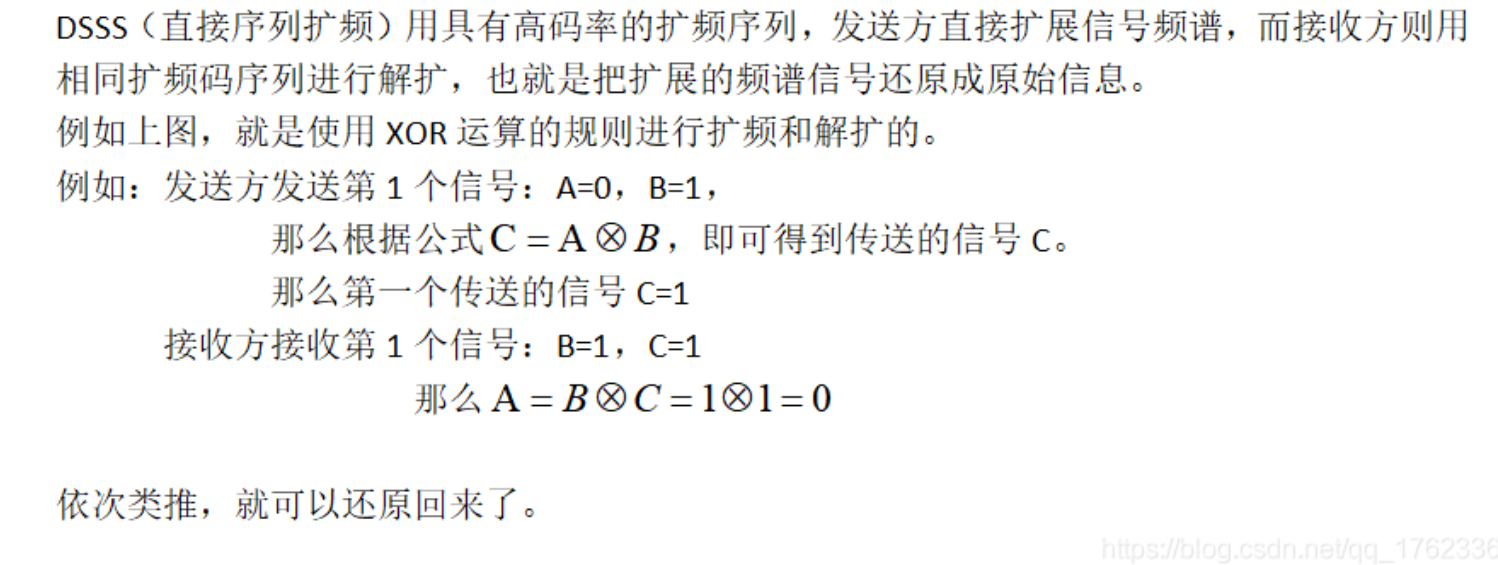 DSSS（直接序列扩频）用具有高码率的扩频序列，发送方直接扩展信号频谱，而接收方则用
相同扩频码序列进行解扩，也就是把扩展的频谱信号还原成原始信息。
例如上图，就是使用 XOR 运算的规则进行扩频和解扩的。
例如：发送方发送第 1 个信号：A=0，B=1，
那么根据公式 C = A ⊗ B，即可得到传送的信号 C。
那么第一个传送的信号 C=1
接收方接收第 1 个信号：B=1，C=1
那么 A = B ⊗ C = 1 ⊗ 1 = 0
依次类推，就可以还原回来了。
https://blog.csdn.net/qq_1762336